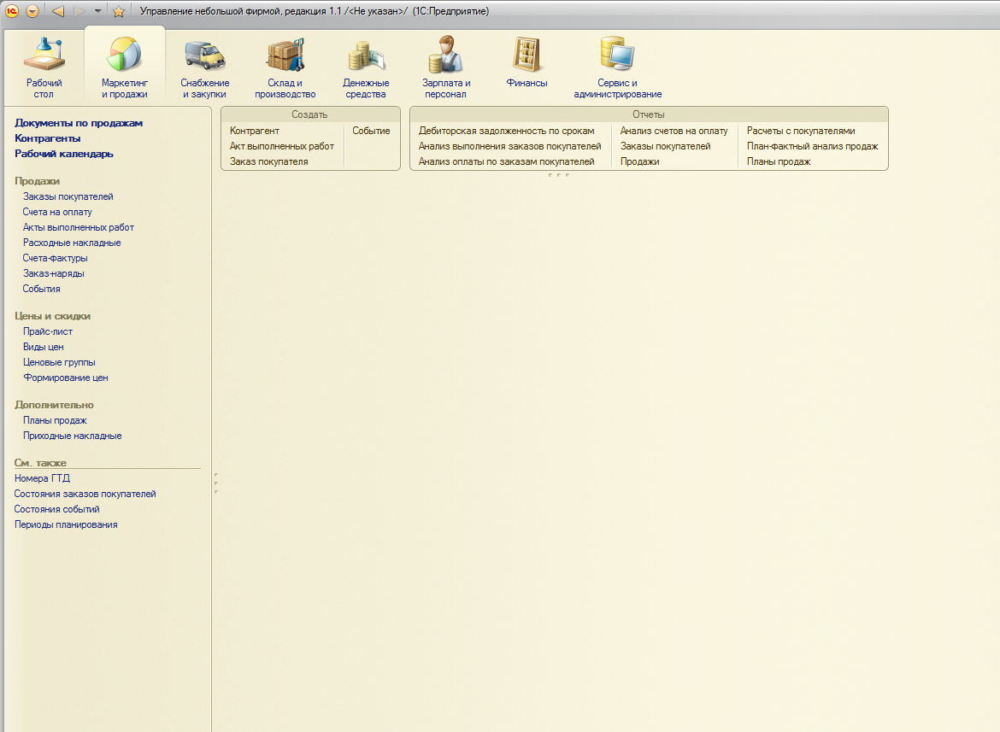 Управление небольшой фирмой, редакция 1.1 /<Не указан>/ (1С:Предприятие)
Рабочий
стол
Маркетинг
и продажи
Снабжение
и закупки
Склад и
производство
Денежные
средства
Зарплата и
персонал
Финансы
Сервис и
администрирование
Документы по продажам
Контрагенты
Рабочий календарь
Продажи
Заказы покупателей
Счета на оплату
Акты выполненных работ
Расходные накладные
Счета-фактуры
Заказ-наряды
События
Цены и скидки
Прайс-лист
Виды цен
Ценовые группы
Формирование цен
Дополнительно
Планы продаж
Приходные накладные
См. также
Номера ГТД
Состояния заказов покупателей
Состояния событий
Периоды планирования
Создать
Контрагент
Акт выполненных работ
Заказ покупателя
Событие
Отчеты
Дебиторская задолженность по срокам
Анализ выполнения заказов покупателей
Анализ оплаты по заказам покупателей
Анализ счетов на оплату
Заказы покупателей
Продажи
Расчеты с покупателями
План-фактный анализ продаж
Планы продаж